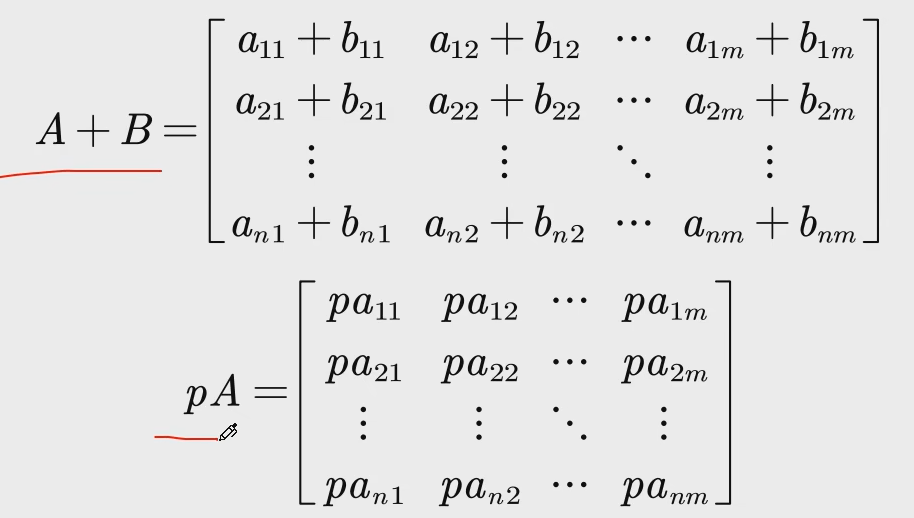 A + B = [ a₁₁ + b₁₁ a₁₂ + b₁₂ ⋯ a₁ₘ + b₁ₘ
a₂₁ + b₂₁ a₂₂ + b₂₂ ⋯ a₂ₘ + b₂ₘ
⋮ ⋮ ⋱ ⋮
aₙ₁ + bₙ₁ aₙ₂ + bₙ₂ ⋯ aₙₘ + bₙₘ ]
pA = [ pa₁₁ pa₁₂ ⋯ pa₁ₘ
pa₂₁ pa₂₂ ⋯ pa₂ₘ
⋮ ⋮ ⋱ ⋮
paₙ₁ paₙ₂ ⋯ paₙₘ ]